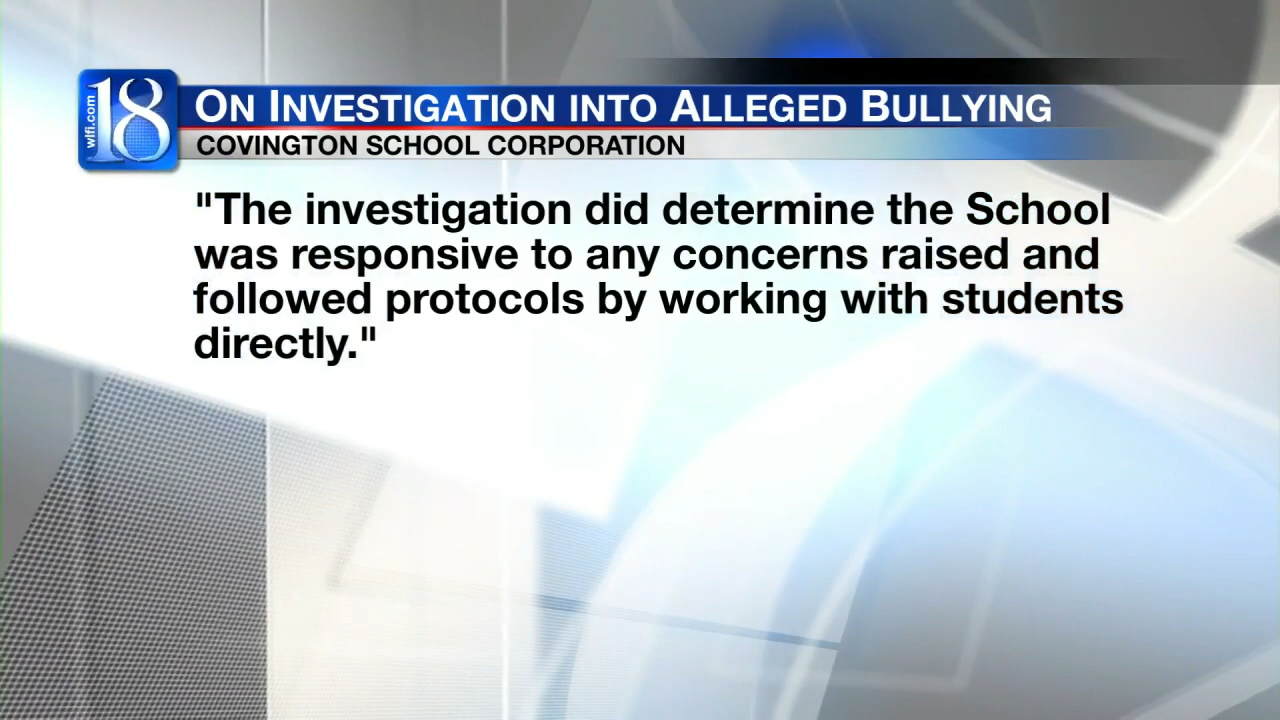 wlfi.com
18
ON INVESTIGATION INTO ALLEGED BULLYING
COVINGTON SCHOOL CORPORATION
"The investigation did determine the School
was responsive to any concerns raised and
followed protocols by working with students
directly."